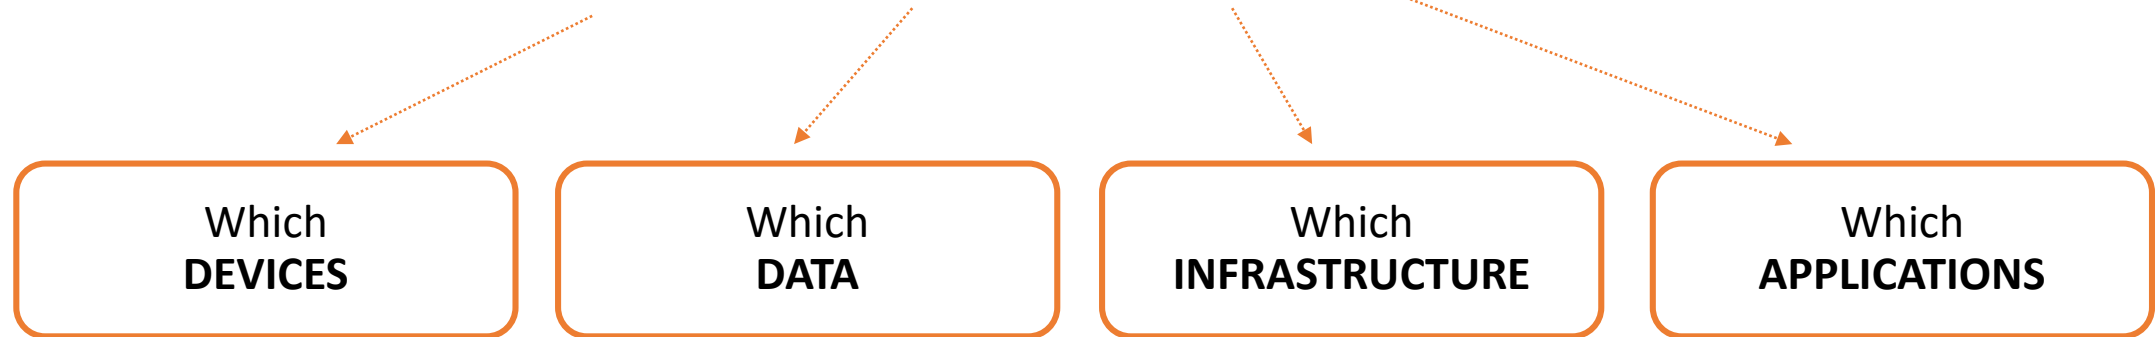 Which
DEVICES
Which
DATA
Which
INFRASTRUCTURE
Which
APPLICATIONS